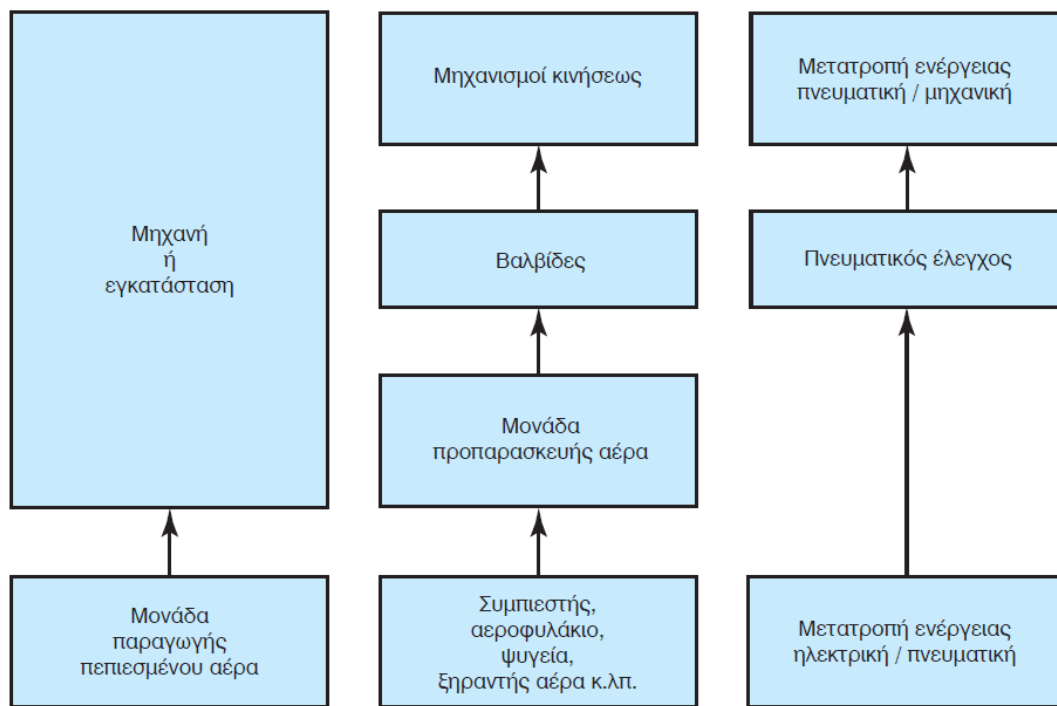 Μηχανή
ή
εγκατάσταση
Μονάδα
παραγωγής
πεπιεσμένου αέρα
Μηχανισμοί κινήσεως
Βαλβίδες
Μονάδα
προπαρασκευής αέρα
Συμπιεστής,
αεροφυλάκιο,
ψυγεία,
ξηραντής αέρα κ.λπ.
Μετατροπή ενέργειας
πνευματική / μηχανική
Πνευματικός έλεγχος
Μετατροπή ενέργειας
ηλεκτρική / πνευματική